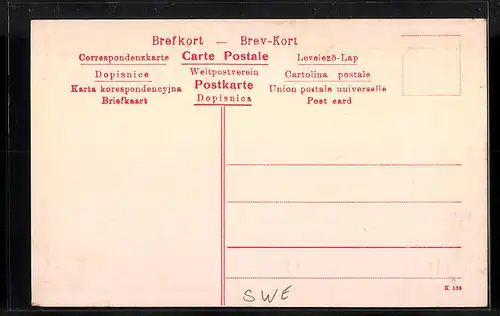 Brefkort — Brev-Kort
Correspondenzkarte Carte Postale Levelező-Lap
Dopisnice Weltpostverein Cartolina postale
Karta korespondencyjna Postkarte Union postale universelle
Briefkaart Dopisnica Post card
SWE